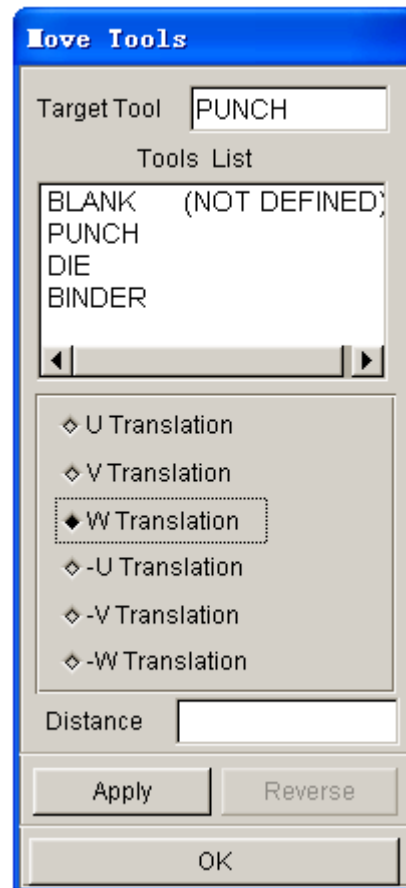 Move Tools
Target Tool PUNCH
Tools List
BLANK (NOT DEFINED)
PUNCH
DIE
BINDER
U Translation
V Translation
W Translation
-U Translation
-V Translation
-W Translation
Distance
Apply Reverse
OK